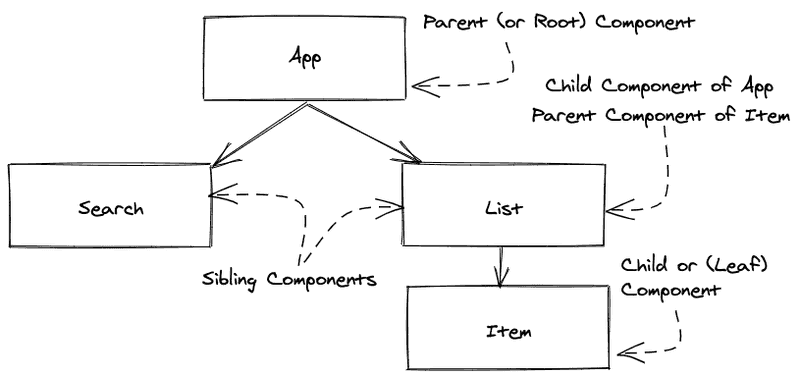 Parent (or Root) Component
App
Child Component of App
Parent Component of Item
Search
List
Sibling Components
Child or (Leaf)
Component
Item